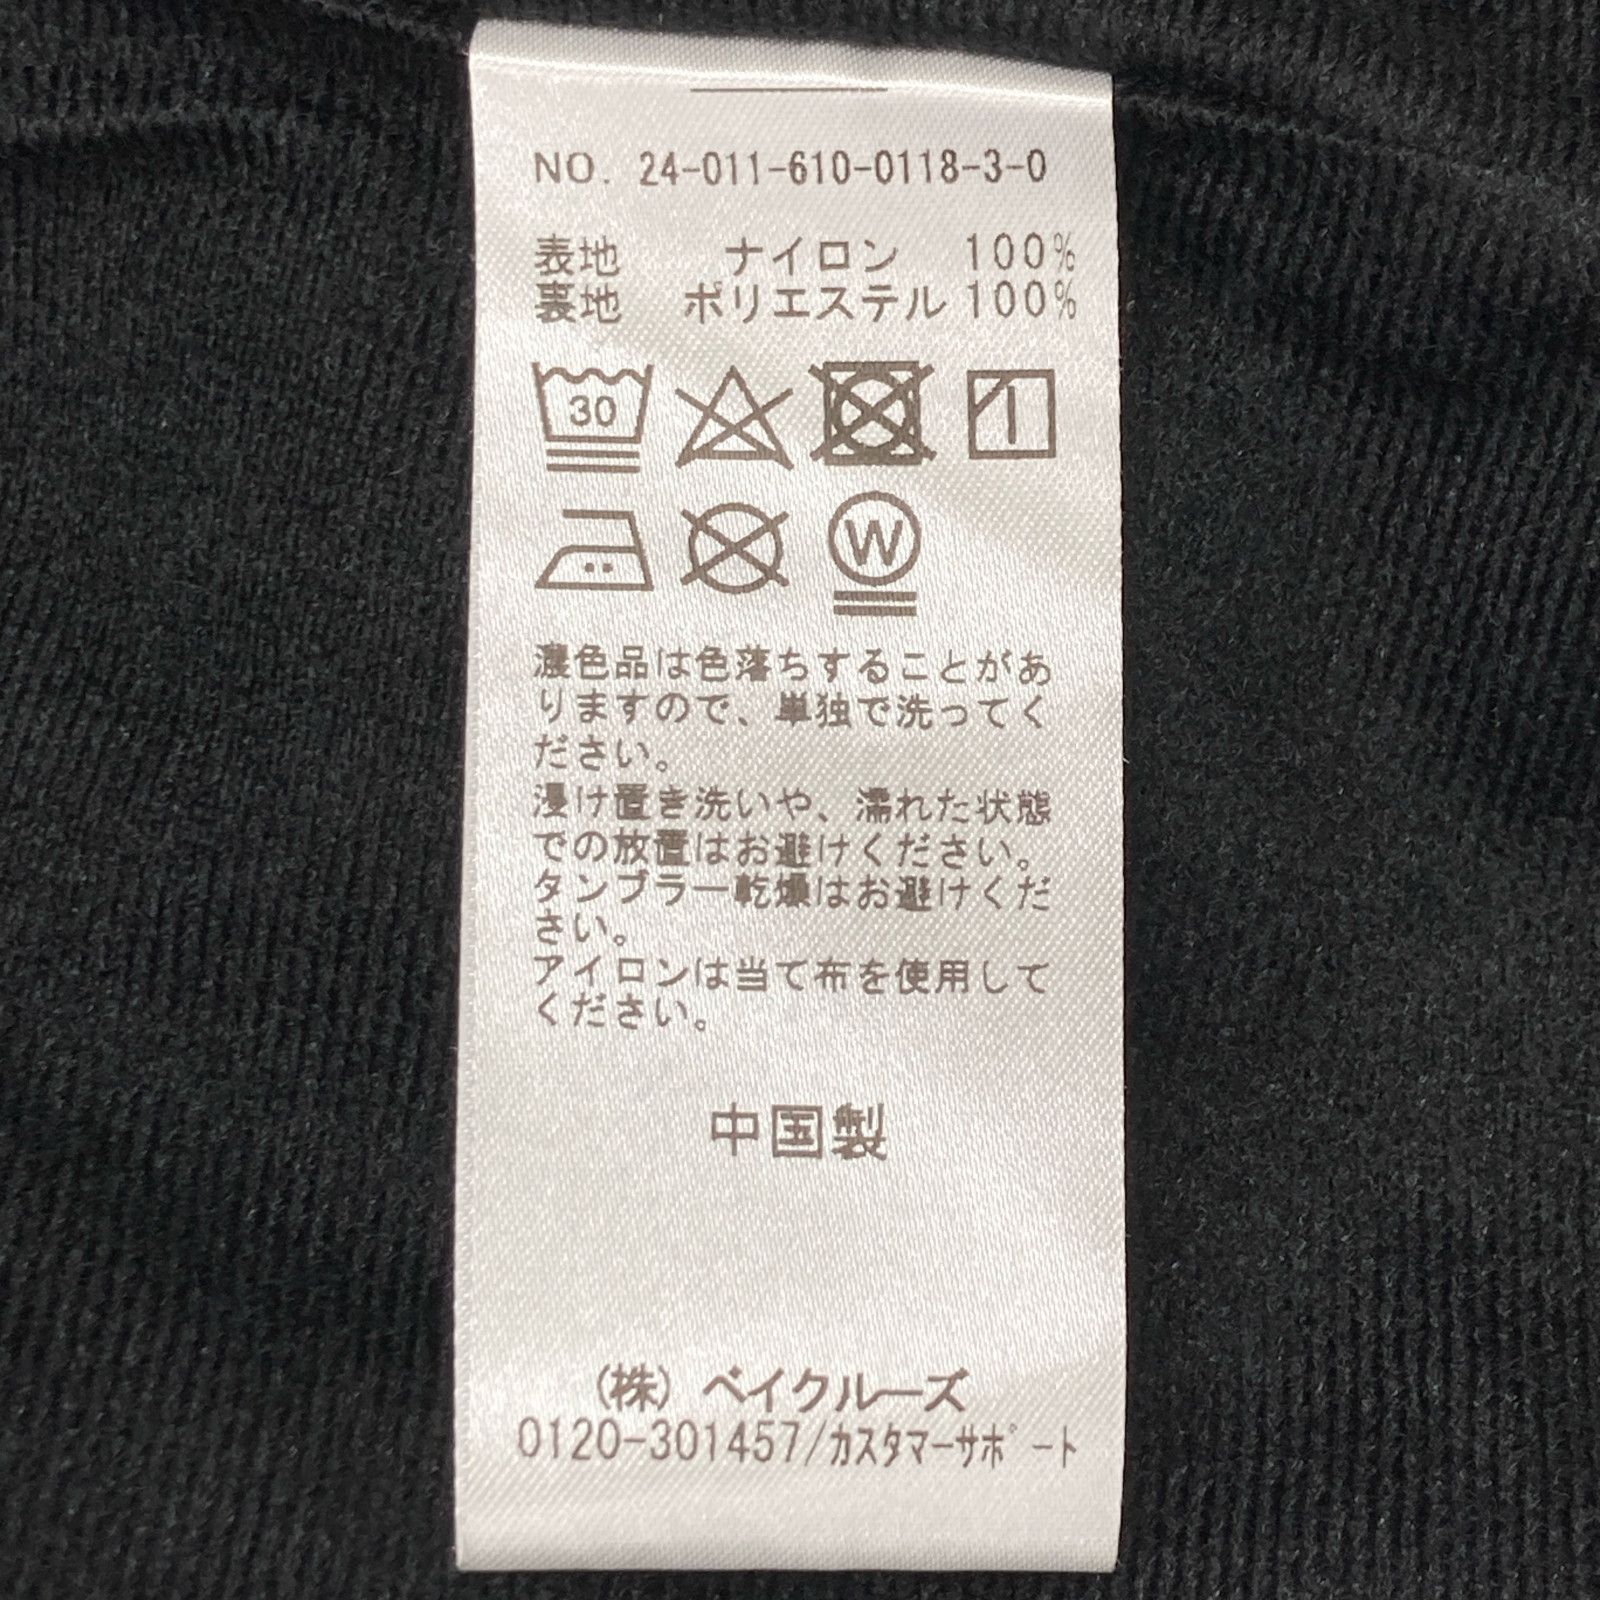 NO. 24-011-610-0118-3-0
表地 ナイロン 100%
裏地 ポリエステル 100%
30
W
濃色品は色落ちすることがあ
りますので、単独で洗ってく
ださい。
浸け置き洗いや、濡れた状態
での放置はお避けください。
タンブラー乾燥はお避けくだ
さい。
アイロンは当て布を使用して
ください。
中国製
(株) ベイクルーズ
0120-301457/カスタマーサポート